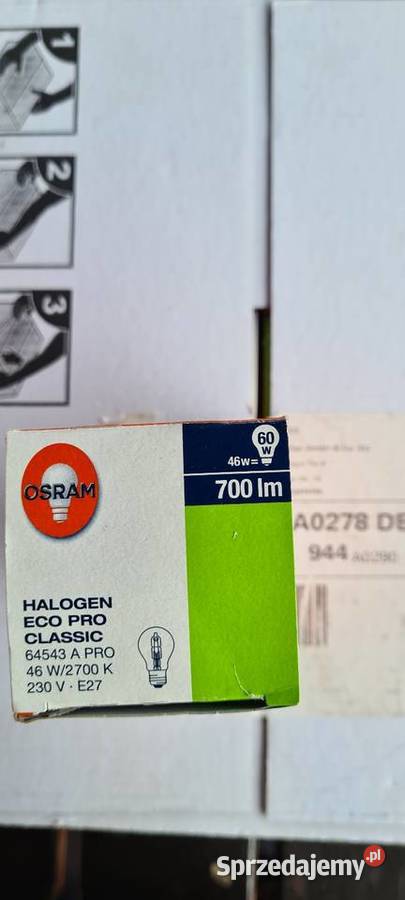 1
2
3
OSRAM
60
W
46w=
700 lm
HALOGEN
ECO PRO
CLASSIC
64543 A PRO
46 W/2700 K
230 V · E27
A0278 DE
944 A0280
Sprzedajemy.pl